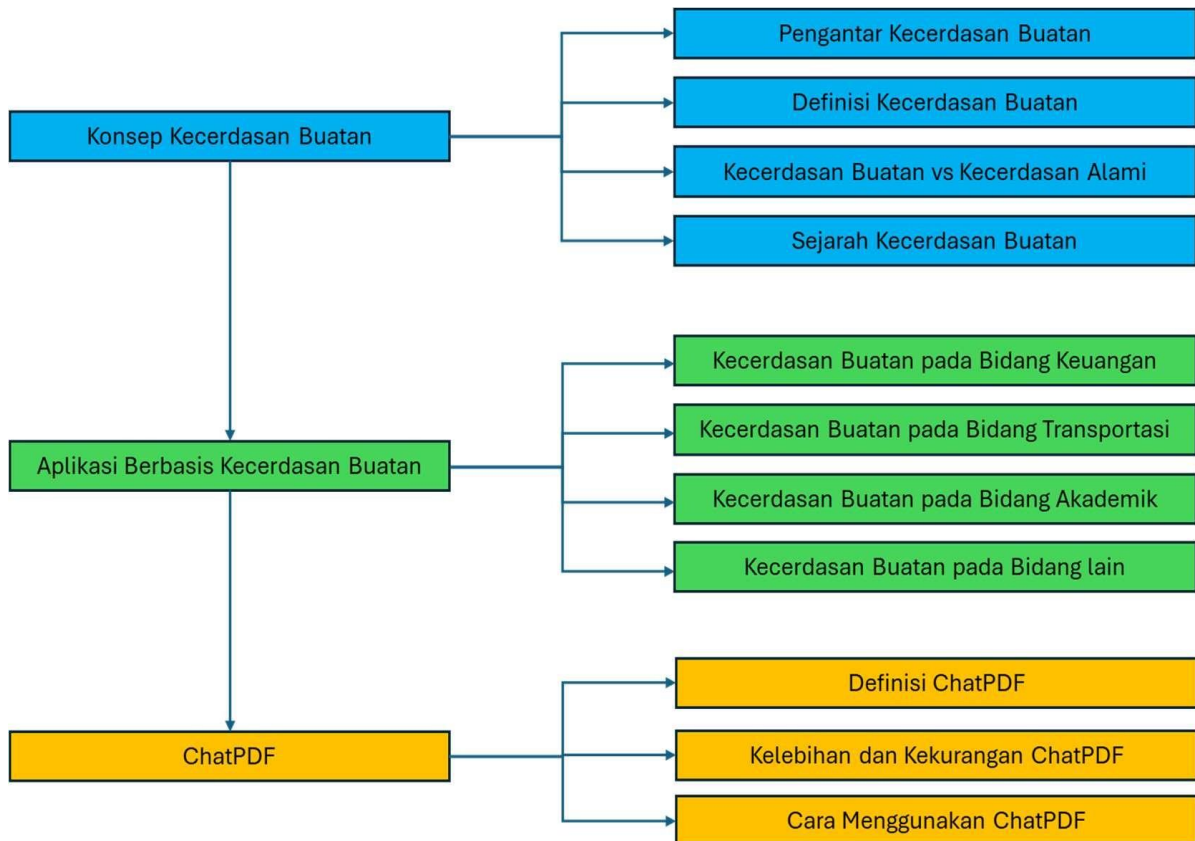 Konsep Kecerdasan Buatan
Pengantar Kecerdasan Buatan
Definisi Kecerdasan Buatan
Kecerdasan Buatan vs Kecerdasan Alami
Sejarah Kecerdasan Buatan
Aplikasi Berbasis Kecerdasan Buatan
Kecerdasan Buatan pada Bidang Keuangan
Kecerdasan Buatan pada Bidang Transportasi
Kecerdasan Buatan pada Bidang Akademik
Kecerdasan Buatan pada Bidang lain
ChatPDF
Definisi ChatPDF
Kelebihan dan Kekurangan ChatPDF
Cara Menggunakan ChatPDF